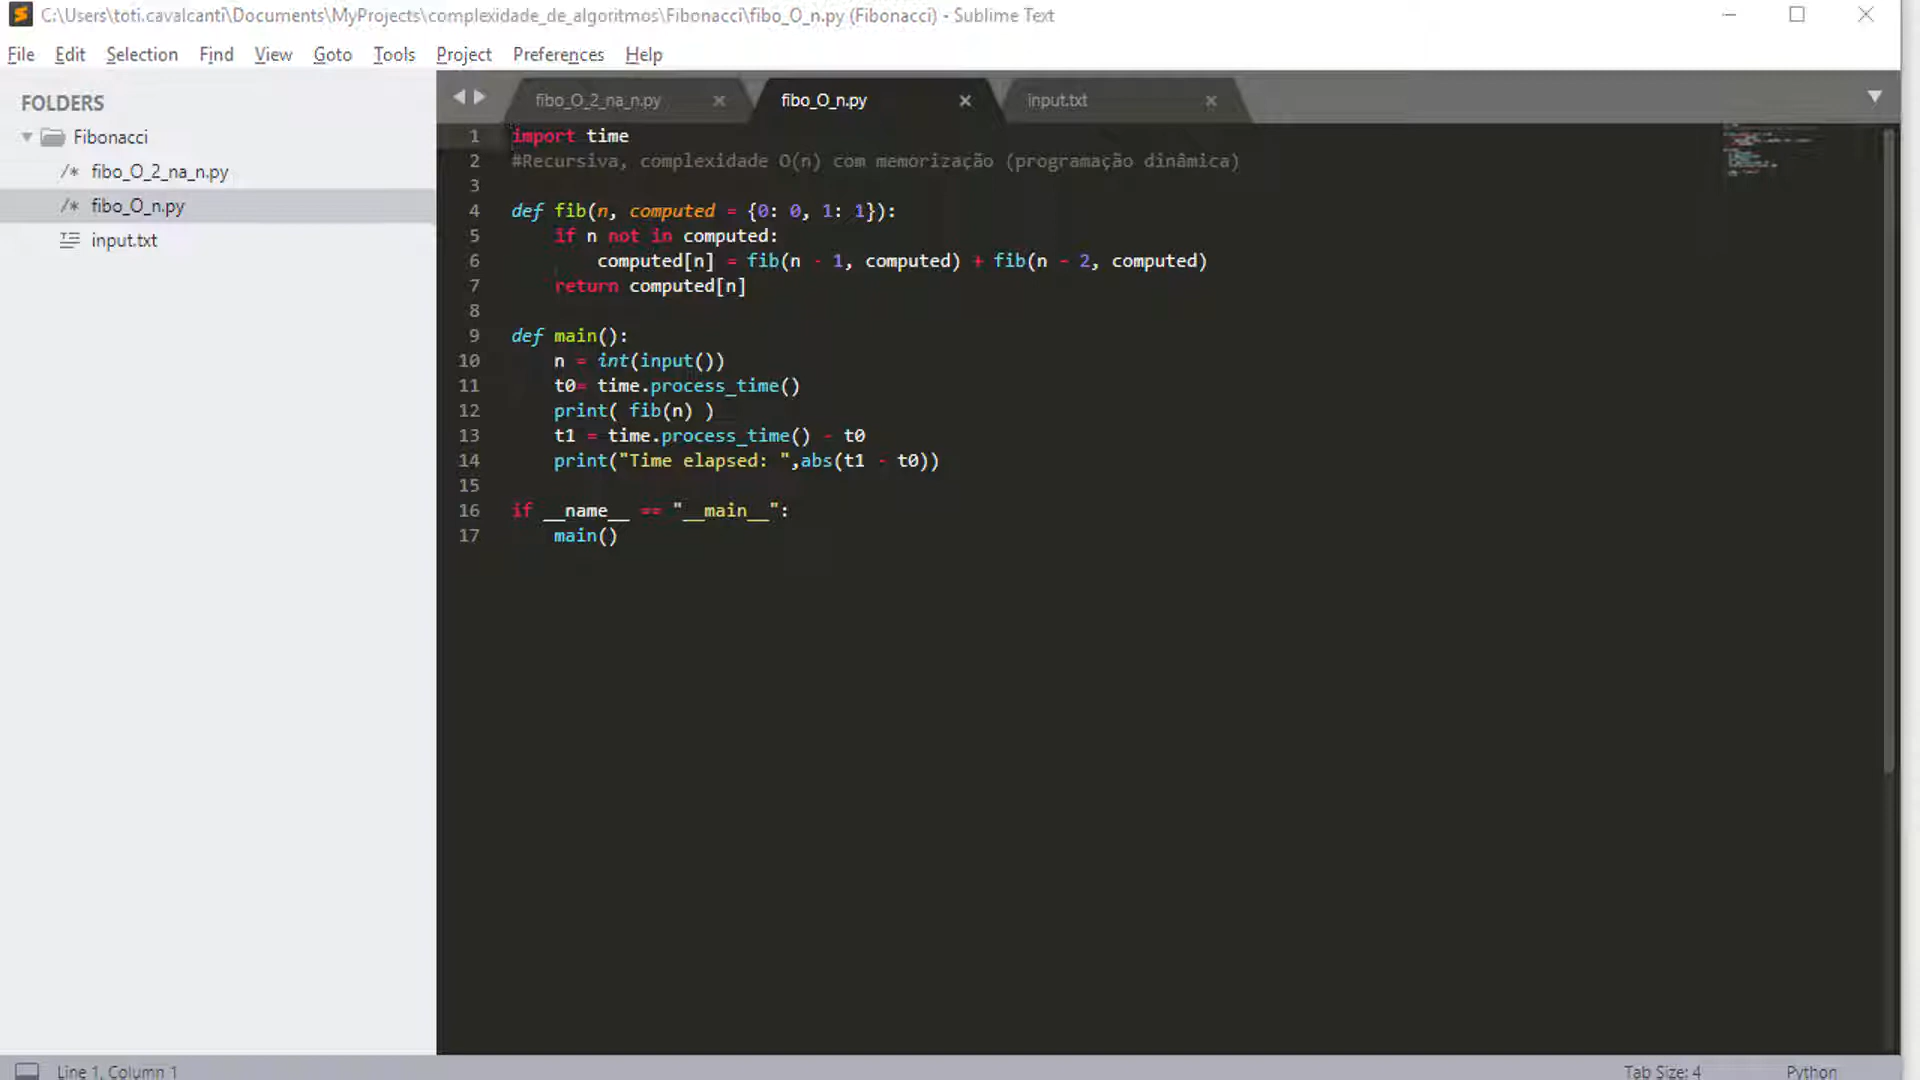 C:\Users\toti.cavalcanti\Documents\MyProjects\complexidade_de_algoritmos\Fibonacci\fibo_O_n.py (Fibonacci) - Sublime Text
File Edit Selection Find View Goto Tools Project Preferences Help
FOLDERS
Fibonacci
/* fibo_O_2_na_n.py
/* fibo_O_n.py
input.txt
fibo_O_2_na_n.py × fibo_O_n.py × input.txt ×
1 import time
2 #Recursiva, complexidade O(n) com memorização (programação dinâmica)
3
4 def fib(n, computed = {0: 0, 1: 1}):
5     if n not in computed:
6         computed[n] = fib(n - 1, computed) + fib(n - 2, computed)
7     return computed[n]
8
9 def main():
10     n = int(input())
11     t0= time.process_time()
12     print( fib(n) )
13     t1 = time.process_time() - t0
14     print("Time elapsed: ",abs(t1 - t0))
15
16 if __name__ == "__main__":
17     main()
Line 1, Column 1 Tab Size: 4 Python